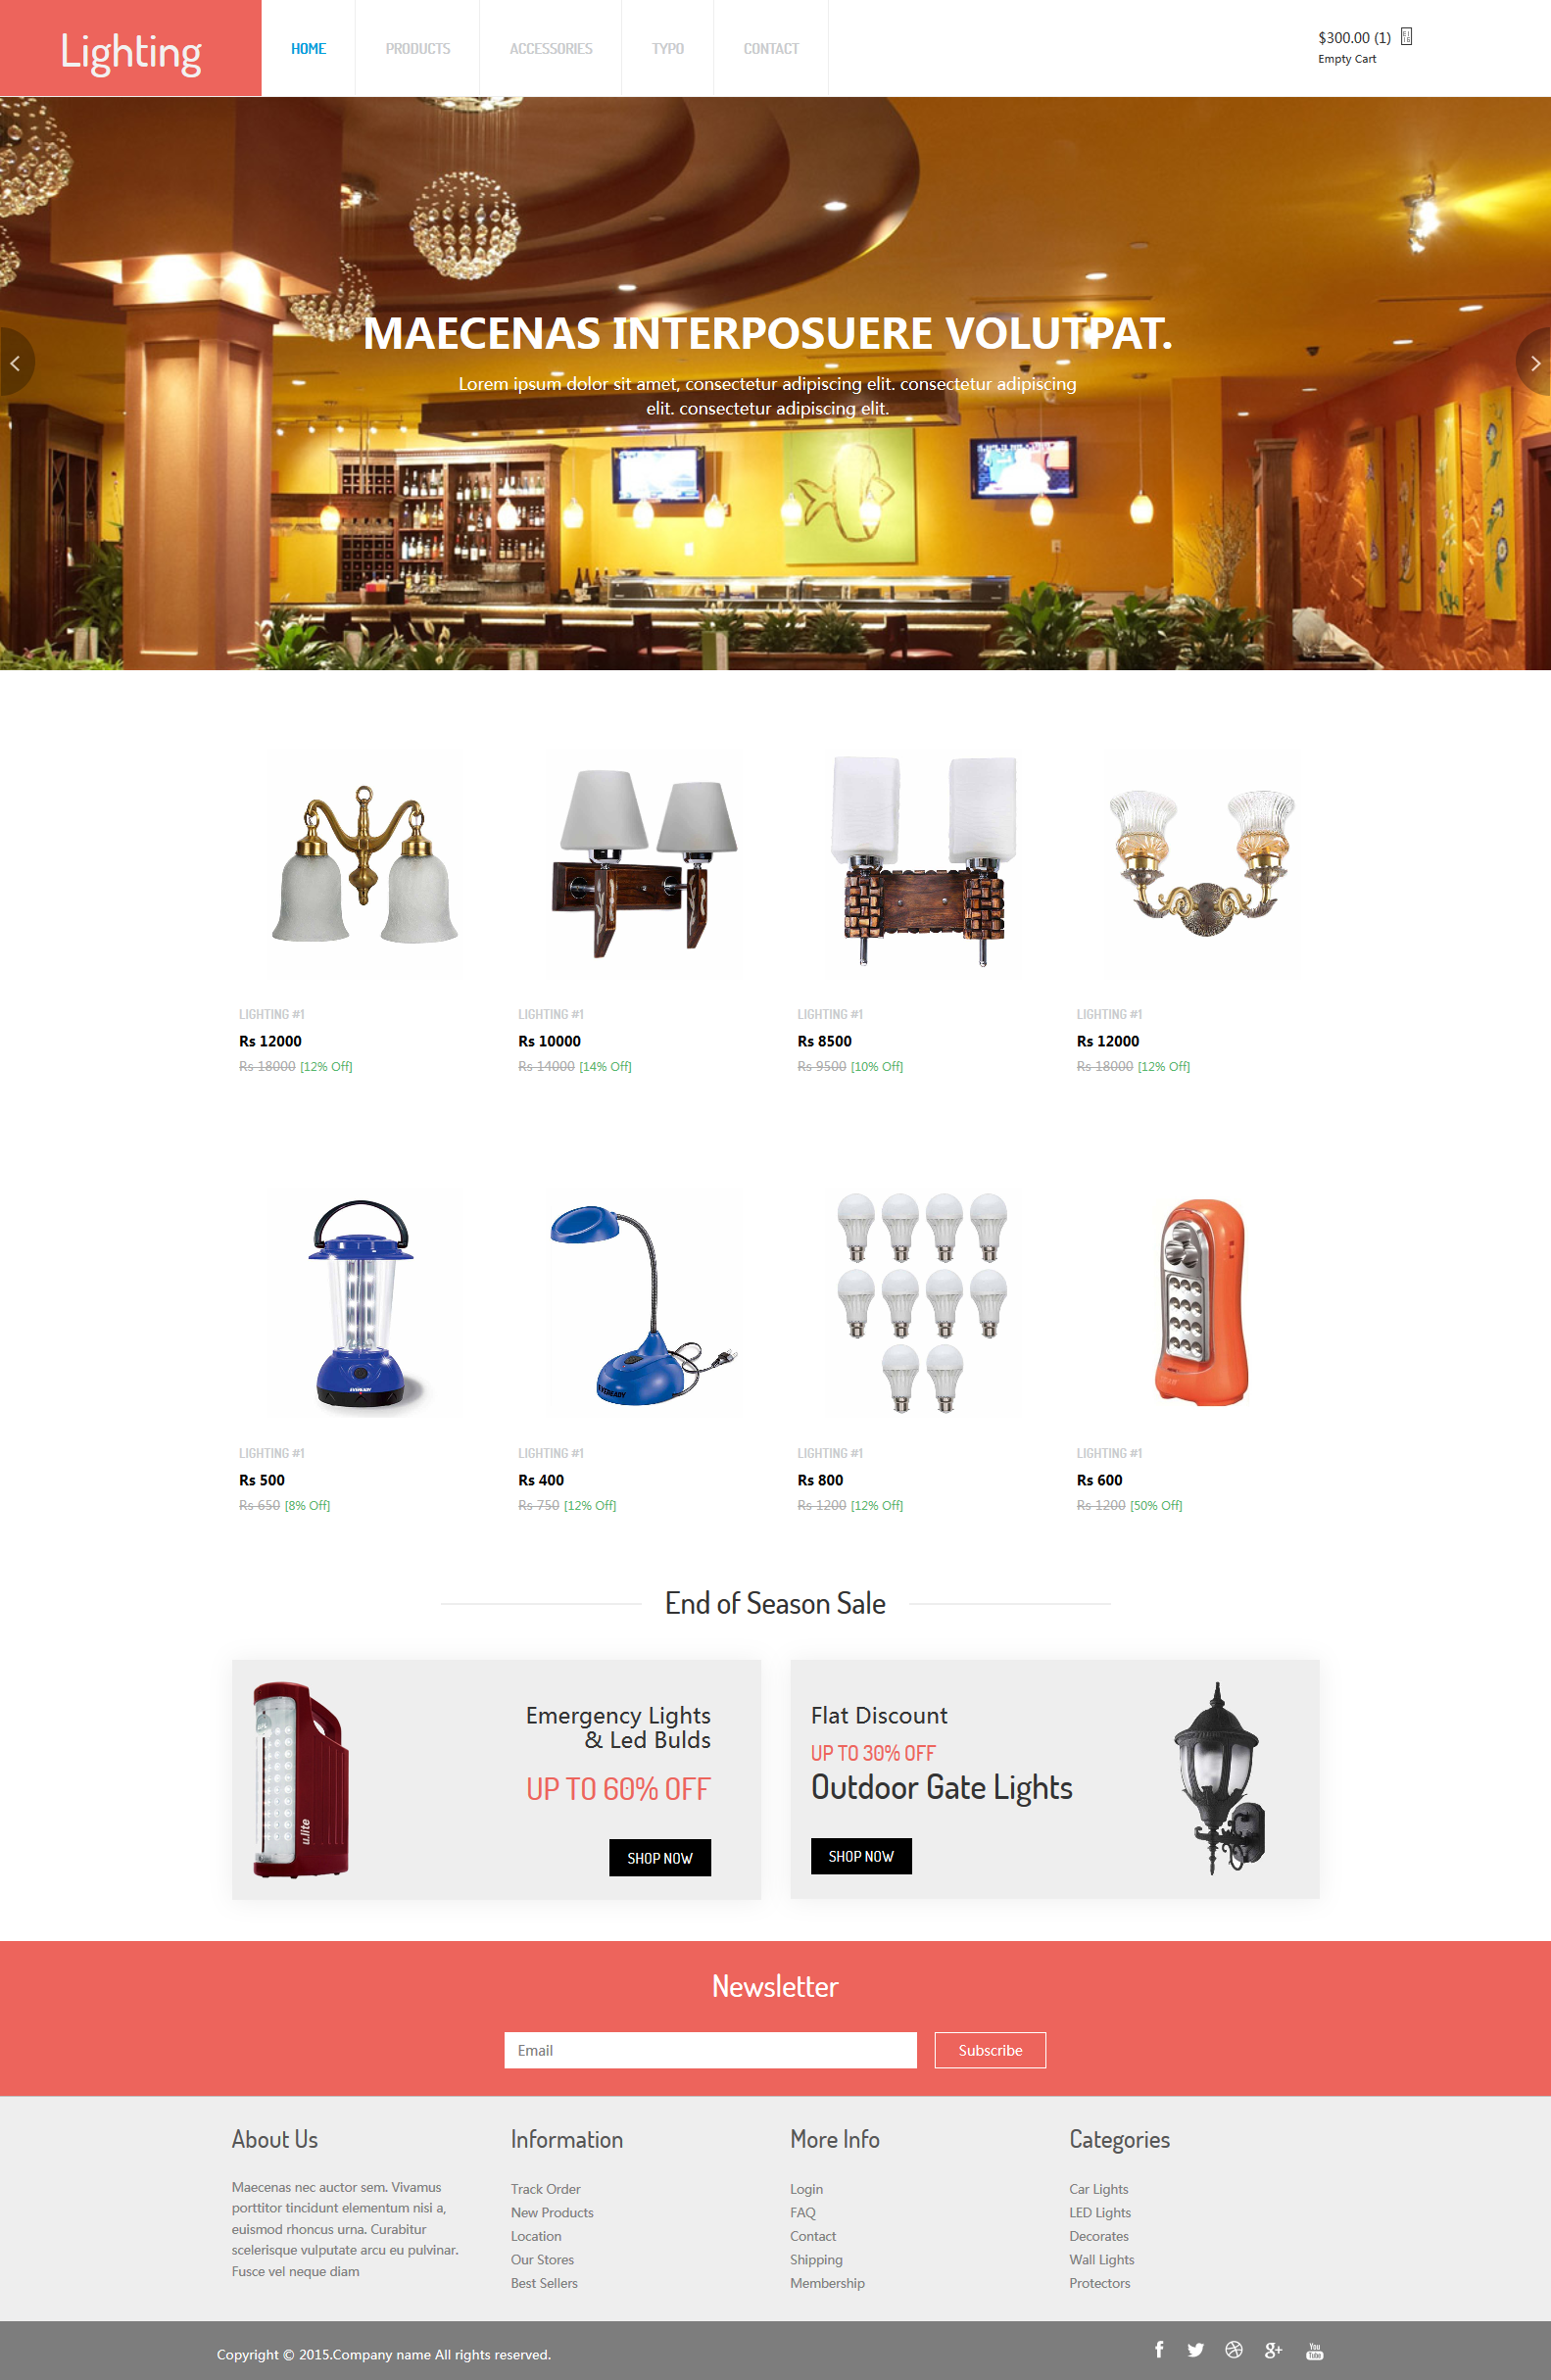 Lighting
HOME
PRODUCTS
ACCESSORIES
TYPO
CONTACT
$300.00 (1)
Empty Cart
MAECENAS INTERPOSUERE VOLUTPAT.
Lorem ipsum dolor sit amet, consectetur adipiscing elit. consectetur adipiscing
elit. consectetur adipiscing elit.
LIGHTING #1
Rs 12000
Rs 18000 [12% Off]
LIGHTING #1
Rs 10000
Rs 14000 [14% Off]
LIGHTING #1
Rs 8500
Rs 9500 [10% Off]
LIGHTING #1
Rs 12000
Rs 18000 [12% Off]
EVEREADY
EVEREADY
LIGHTING #1
Rs 500
Rs 650 [8% Off]
LIGHTING #1
Rs 400
Rs 750 [12% Off]
LIGHTING #1
Rs 800
Rs 1200 [12% Off]
LIGHTING #1
Rs 600
Rs 1200 [50% Off]
End of Season Sale
u.lite
Emergency Lights
& Led Bulds
UP TO 60% OFF
SHOP NOW
Flat Discount
UP TO 30% OFF
Outdoor Gate Lights
SHOP NOW
Newsletter
Email
Subscribe
About Us
Maecenas nec auctor sem. Vivamus
porttitor tincidunt elementum nisi a,
euismod rhoncus urna. Curabitur
scelerisque vulputate arcu eu pulvinar.
Fusce vel neque diam
Information
Track Order
New Products
Location
Our Stores
Best Sellers
More Info
Login
FAQ
Contact
Shipping
Membership
Categories
Car Lights
LED Lights
Decorates
Wall Lights
Protectors
Copyright © 2015.Company name All rights reserved.
You
Tube